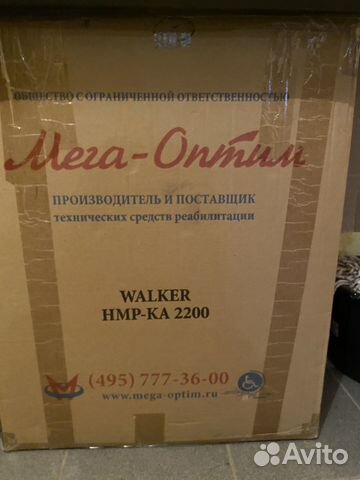 ОБЩЕСТВО С ОГРАНИЧЕННОЙ ОТВЕТСТВЕННОСТЬЮ
Мега-Оптим
ПРОИЗВОДИТЕЛЬ И ПОСТАВЩИК
технических средств реабилитации
WALKER
HMP-KA 2200
(495) 777-36-00
www.mega-optim.ru
Avito